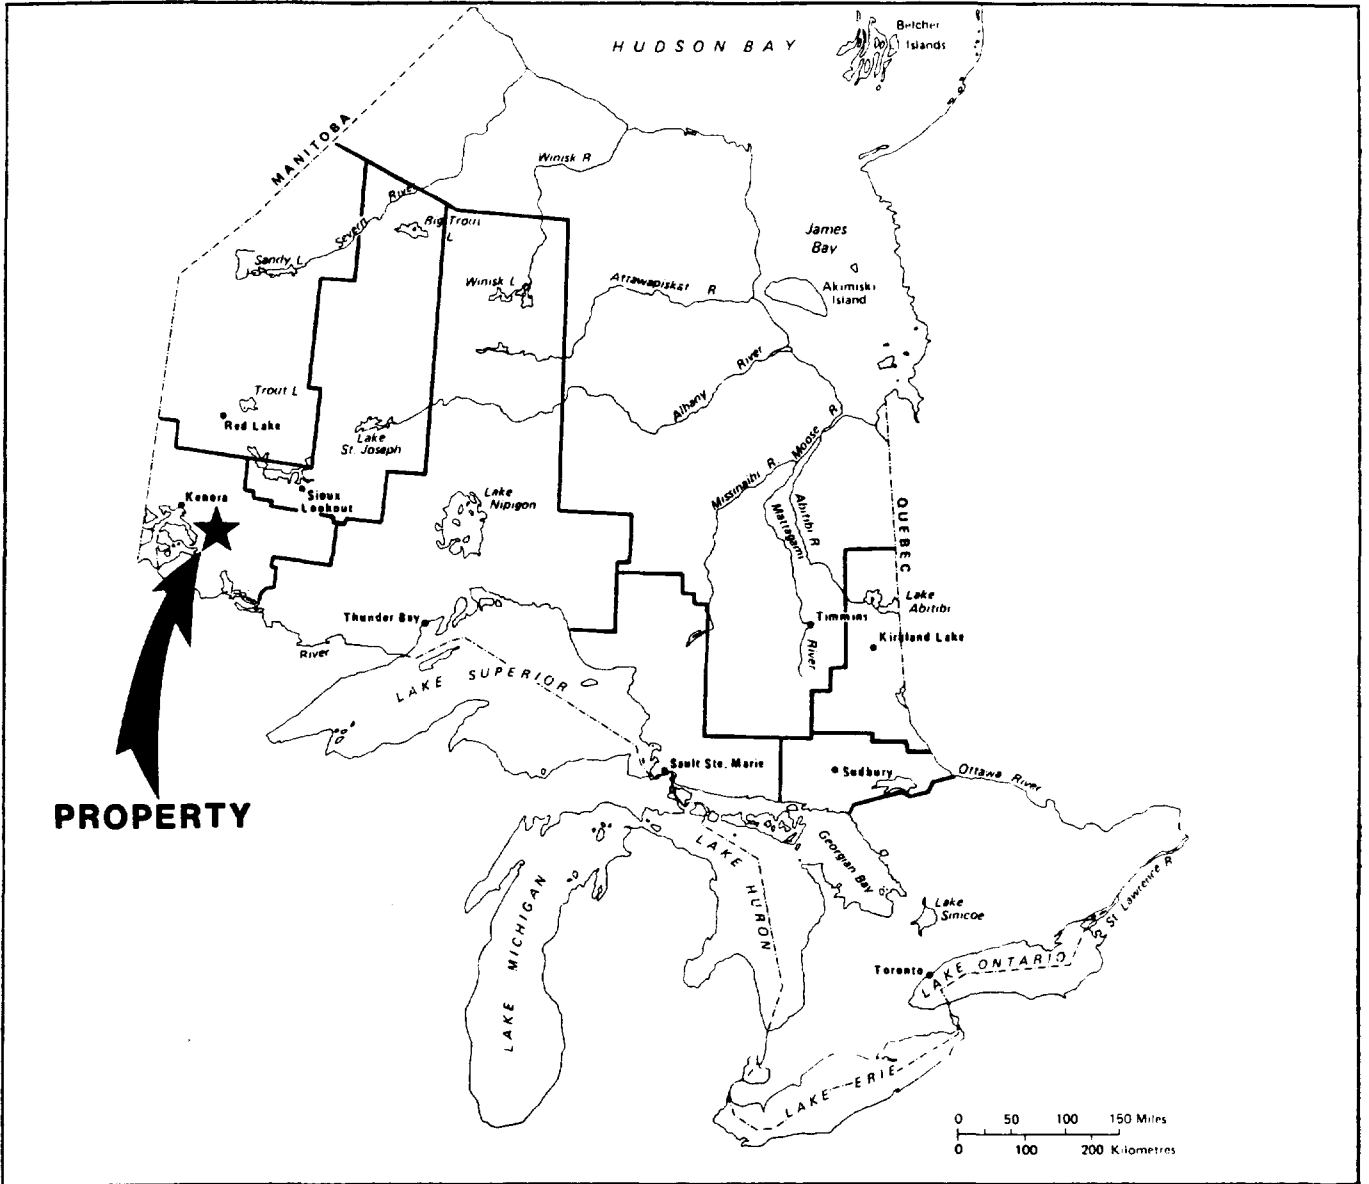 HUDSON BAY
Belcher
Islands
MANITOBA
Winisk R
Severn River
Big Trout
L
James
Bay
Sandy L
Winisk L
Attawapiskat R
Akimiski
Island
Albany River
Trout L
Red Lake
Lake
St. Joseph
Moose R
Missinaibi R.
Kenora
Sioux
Lookout
Lake
Nipigon
Abitibi R
Mattagami
River
QUEBEC
Lake
Abitibi
Thunder Bay
Timmins
Kirkland Lake
River
LAKE SUPERIOR
Sault Ste. Marie
Sudbury
Ottawa River
PROPERTY
LAKE HURON
Georgian Bay
LAKE MICHIGAN
Lake
Simcoe
St Lawrence R
Toronto
LAKE ONTARIO
LAKE ERIE
0 50 100 150 Miles
0 100 200 Kilometres